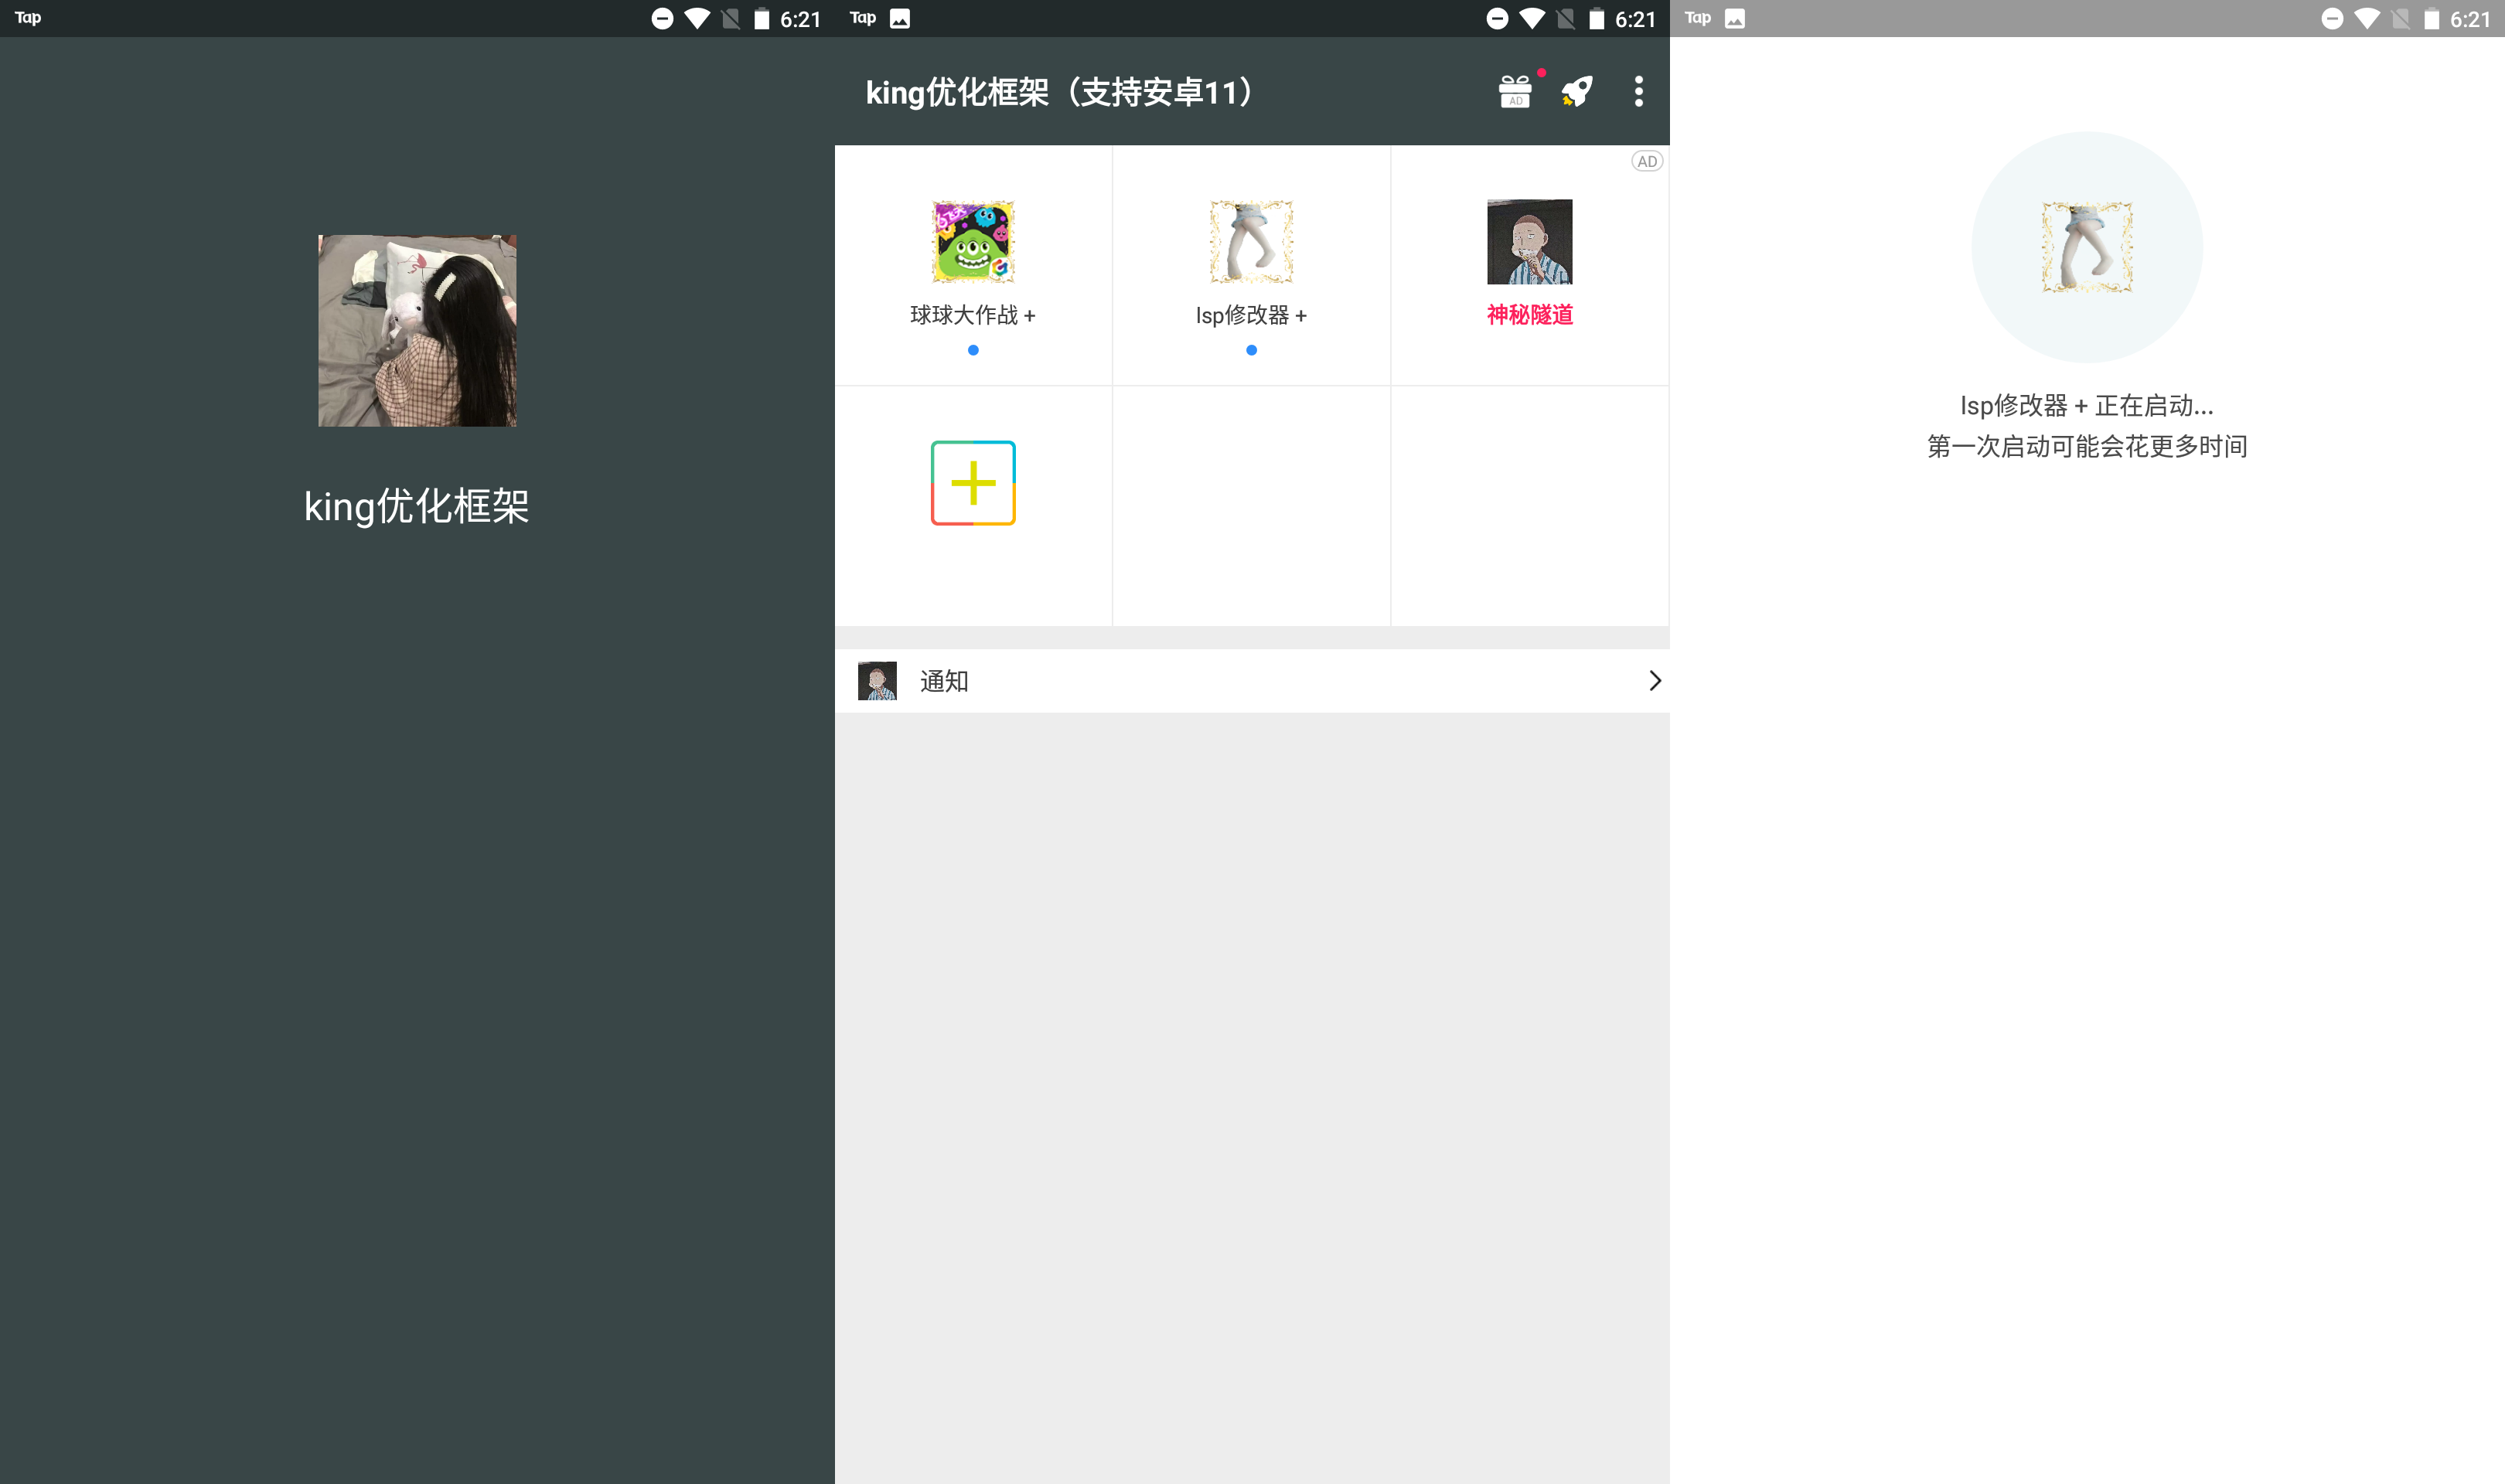 Tap 6:21
king优化框架
Tap 6:21
king优化框架（支持安卓11）
AD
AD
球球大作战 +
lsp修改器 +
神秘隧道
通知
Tap 6:21
lsp修改器 + 正在启动...
第一次启动可能会花更多时间